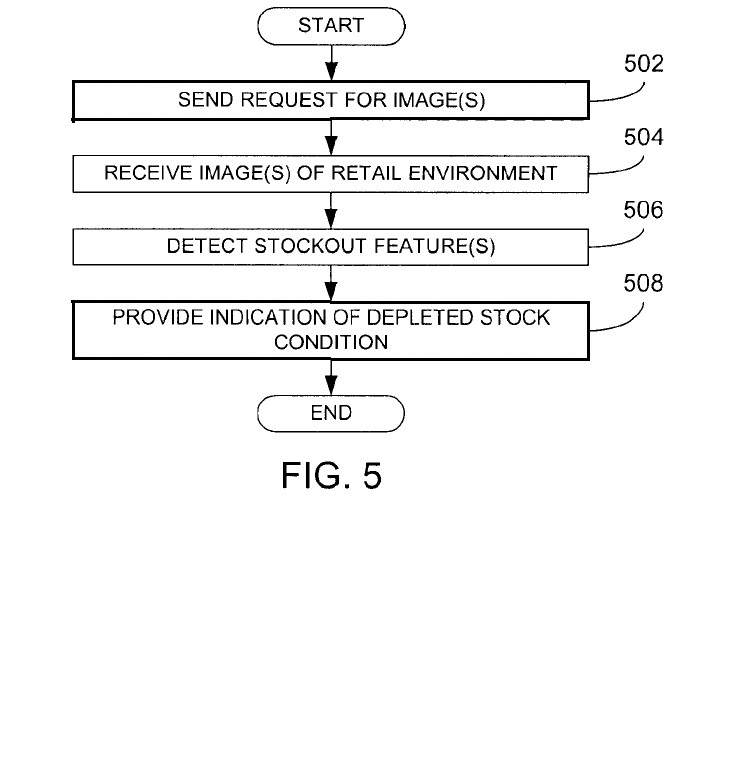 START
502
SEND REQUEST FOR IMAGE(S)
504
RECEIVE IMAGE(S) OF RETAIL ENVIRONMENT
506
DETECT STOCKOUT FEATURE(S)
508
PROVIDE INDICATION OF DEPLETED STOCK
CONDITION
END
FIG. 5